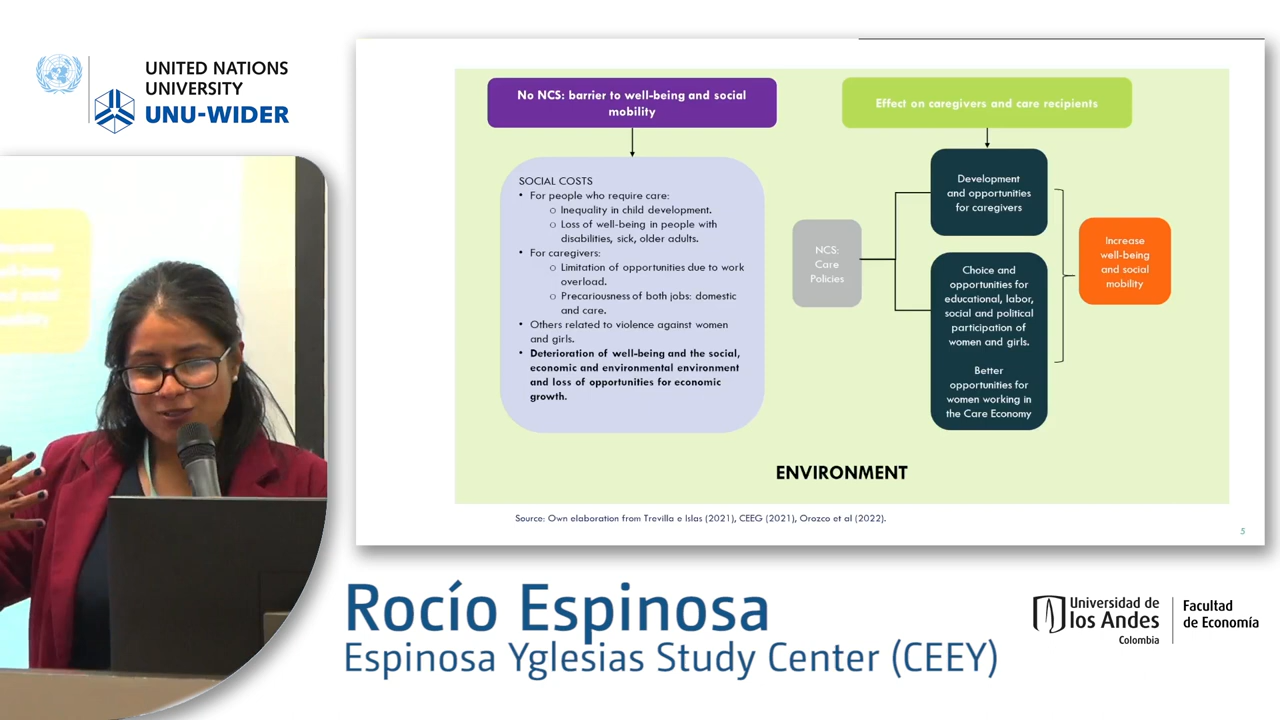 UNITED NATIONS
UNIVERSITY
UNU-WIDER
No NCS: barrier to well-being and social
mobility
SOCIAL COSTS
• For people who require care:
o Inequality in child development.
o Loss of well-being in people with
disabilities, sick, older adults.
• For caregivers:
o Limitation of opportunities due to work
overload.
o Precariousness of both jobs: domestic
and care.
• Others related to violence against women
and girls.
• Deterioration of well-being and the social,
economic and environmental environment
and loss of opportunities for economic
growth.
Effect on caregivers and care recipients
NCS:
Care
Policies
Development
and opportunities
for caregivers
Choice and
opportunities for
educational, labor,
social and political
participation of
women and girls.
Better
opportunities for
women working in
the Care Economy
Increase
well-being
and social
mobility
ENVIRONMENT
Source: Own elaboration from Trevilla e Islas (2021), CEEG (2021), Orozco et al (2022).
5
Rocío Espinosa
Espinosa Yglesias Study Center (CEEY)
Universidad de
los Andes
Colombia
Facultad
de Economía